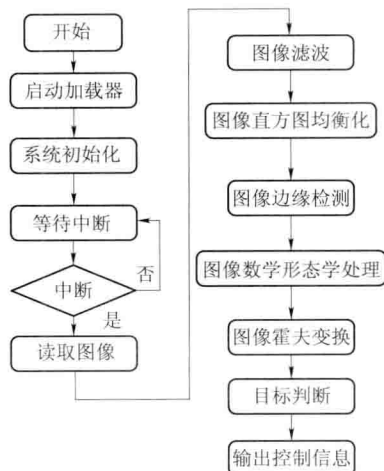 开始
启动加载器
系统初始化
等待中断
中断
否
是
读取图像
图像滤波
图像直方图均衡化
图像边缘检测
图像数学形态学处理
图像霍夫变换
目标判断
输出控制信息